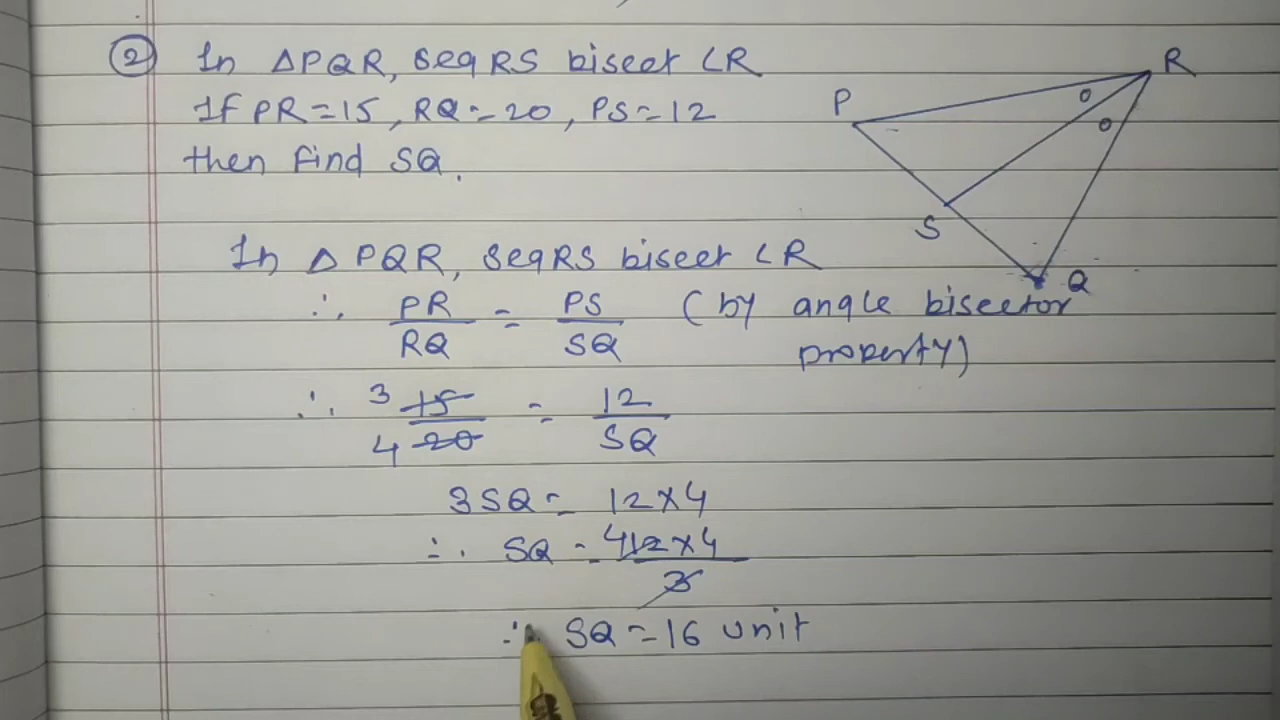 ② In △PQR, seg RS bisect ∠R
If PR=15, RQ=20, PS=12
then find SQ.
P
R
S
Q
In △ PQR, seg RS bisect ∠R
∴ PR/RQ = PS/SQ (by angle bisector
property)
∴ 3 15 / 4 20 = 12/SQ
3SQ = 12×4
∴ SQ = 4 12×4 / 3
∴ SQ = 16 unit